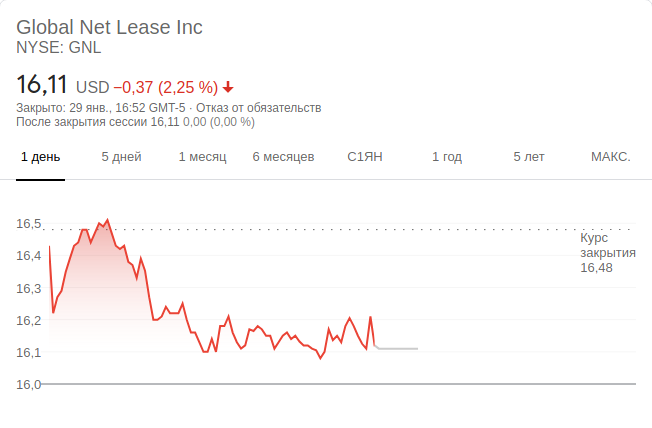 Global Net Lease Inc
NYSE: GNL
16,11 USD −0,37 (2,25 %)
Закрыто: 29 янв., 16:52 GMT-5 · Отказ от обязательств
После закрытия сессии 16,11 0,00 (0,00 %)
1 день 5 дней 1 месяц 6 месяцев С1ЯН 1 год 5 лет МАКС.
16,5
Курс
закрытия
16,48
16,4
16,3
16,2
16,1
16,0